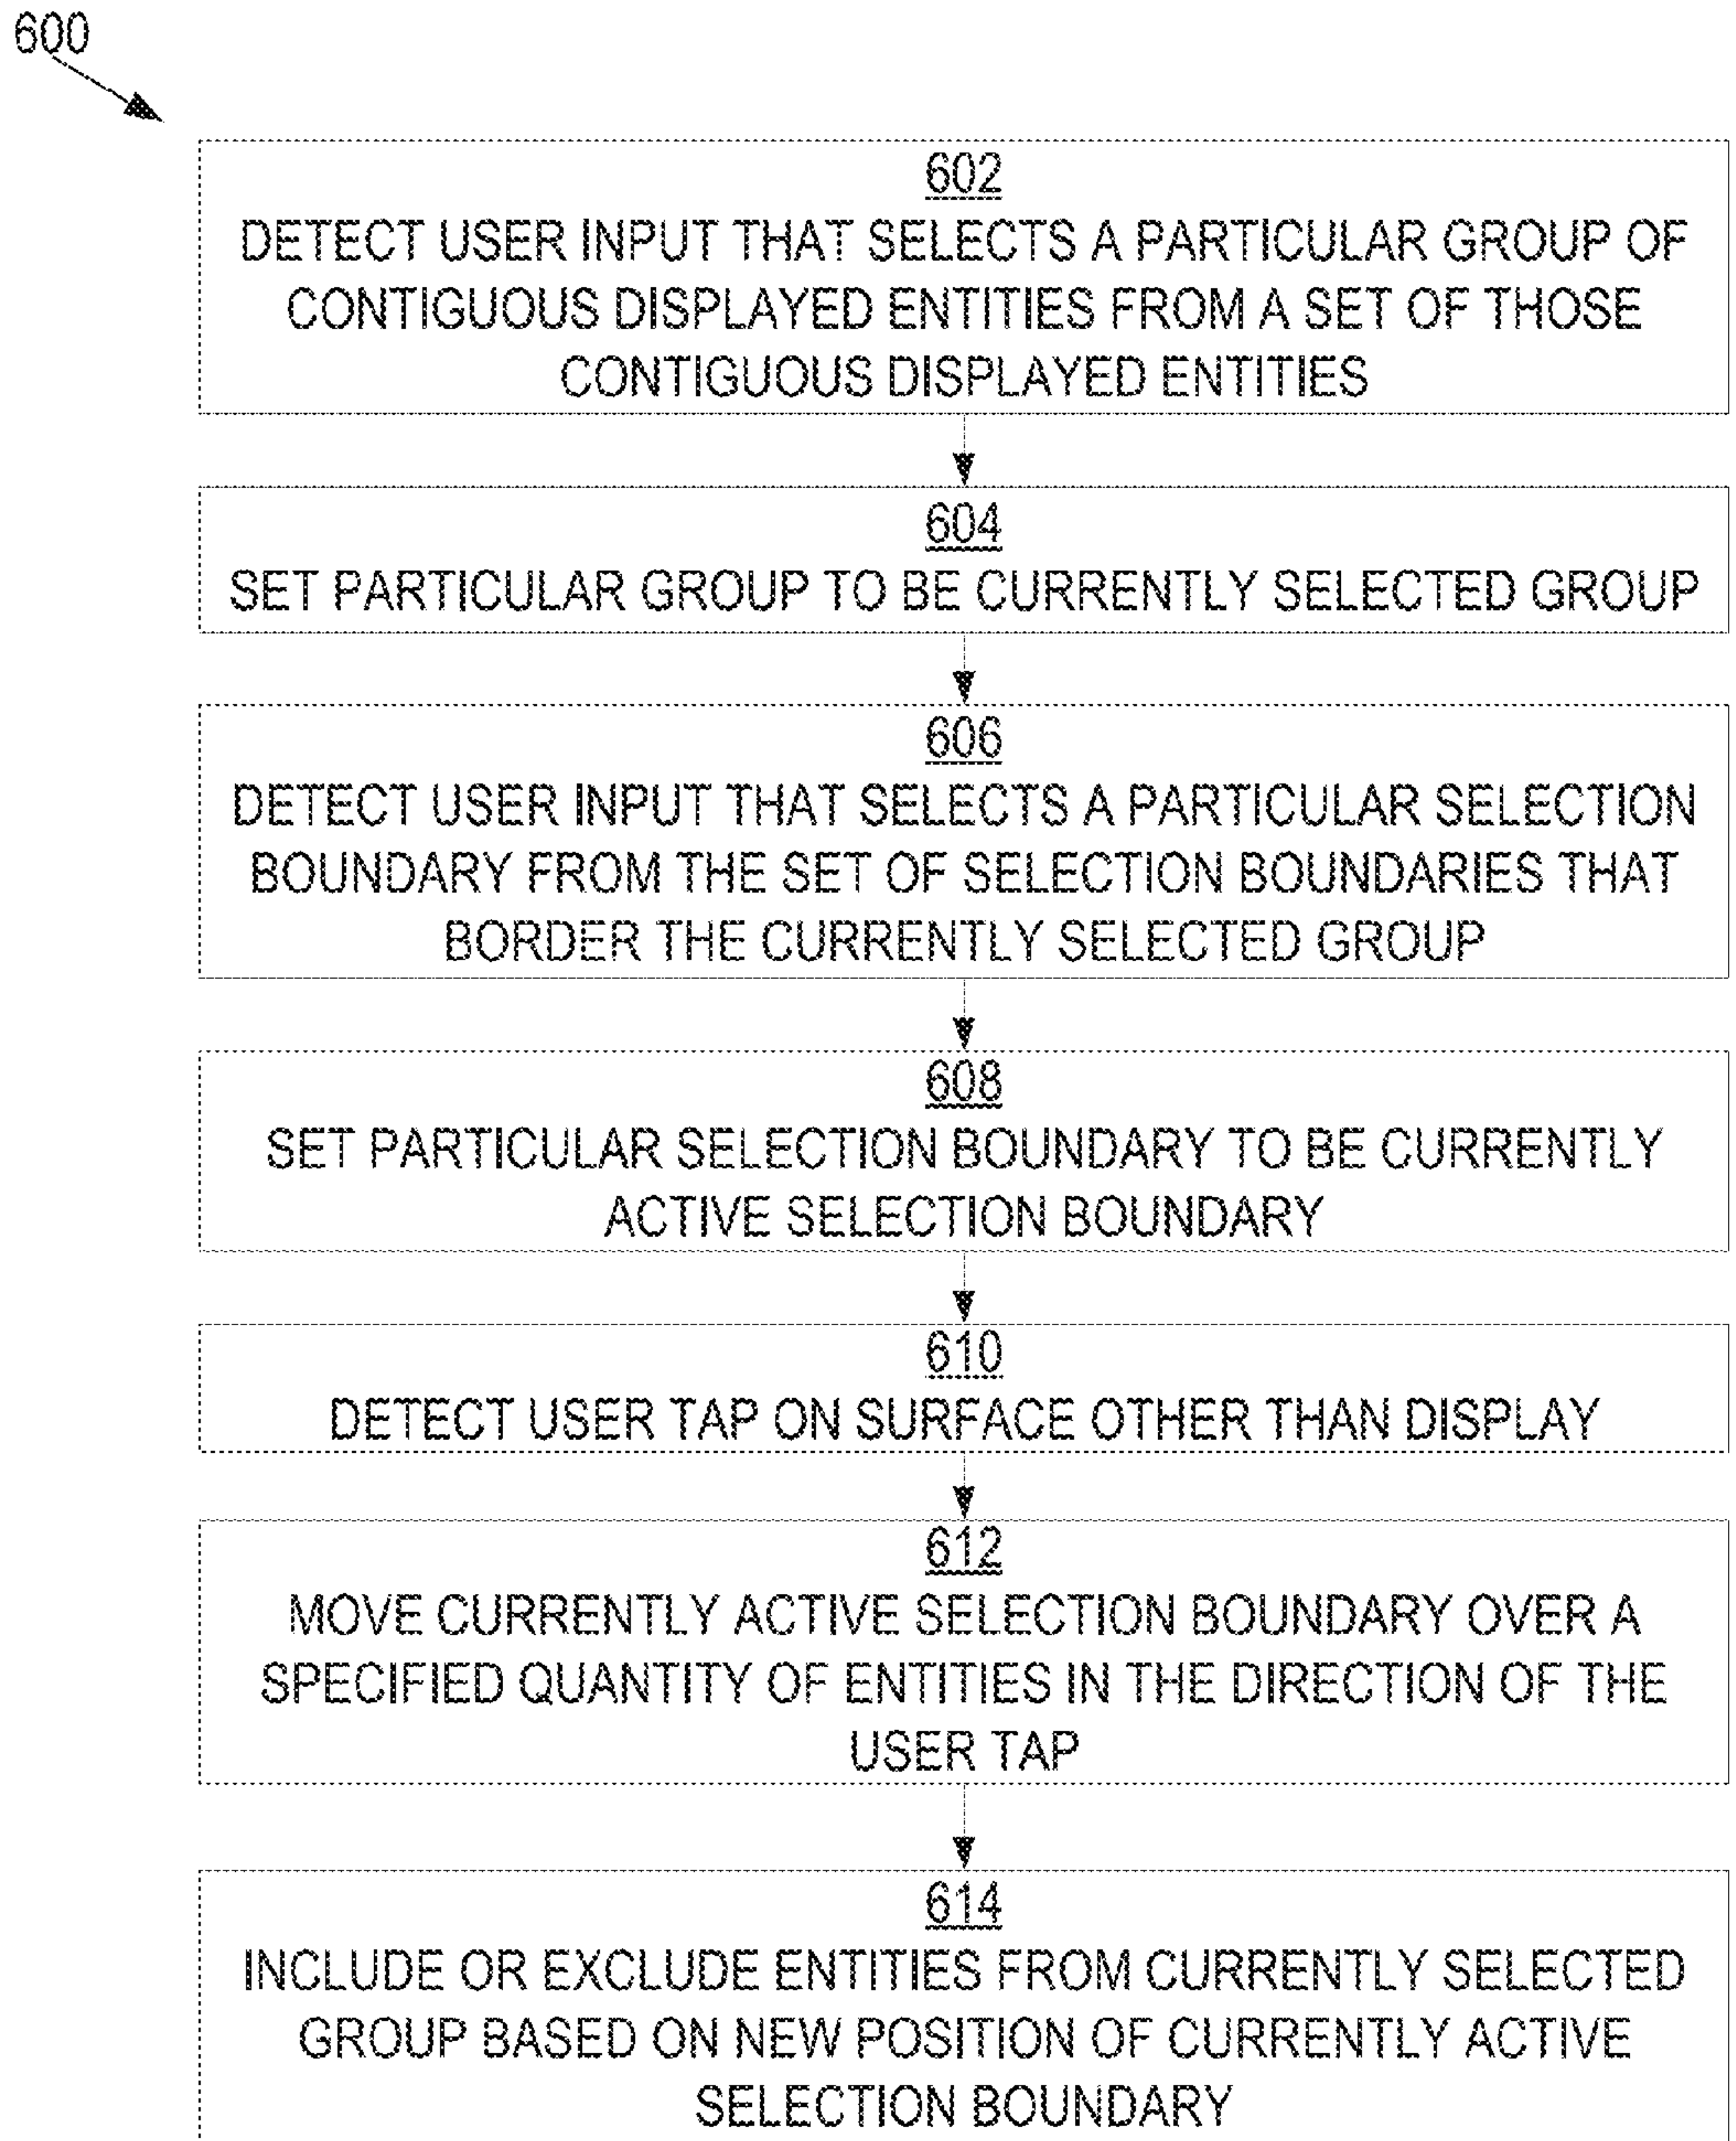 600
602
DETECT USER INPUT THAT SELECTS A PARTICULAR GROUP OF
CONTIGUOUS DISPLAYED ENTITIES FROM A SET OF THOSE
CONTIGUOUS DISPLAYED ENTITIES
604
SET PARTICULAR GROUP TO BE CURRENTLY SELECTED GROUP
606
DETECT USER INPUT THAT SELECTS A PARTICULAR SELECTION
BOUNDARY FROM THE SET OF SELECTION BOUNDARIES THAT
BORDER THE CURRENTLY SELECTED GROUP
608
SET PARTICULAR SELECTION BOUNDARY TO BE CURRENTLY
ACTIVE SELECTION BOUNDARY
610
DETECT USER TAP ON SURFACE OTHER THAN DISPLAY
612
MOVE CURRENTLY ACTIVE SELECTION BOUNDARY OVER A
SPECIFIED QUANTITY OF ENTITIES IN THE DIRECTION OF THE
USER TAP
614
INCLUDE OR EXCLUDE ENTITIES FROM CURRENTLY SELECTED
GROUP BASED ON NEW POSITION OF CURRENTLY ACTIVE
SELECTION BOUNDARY